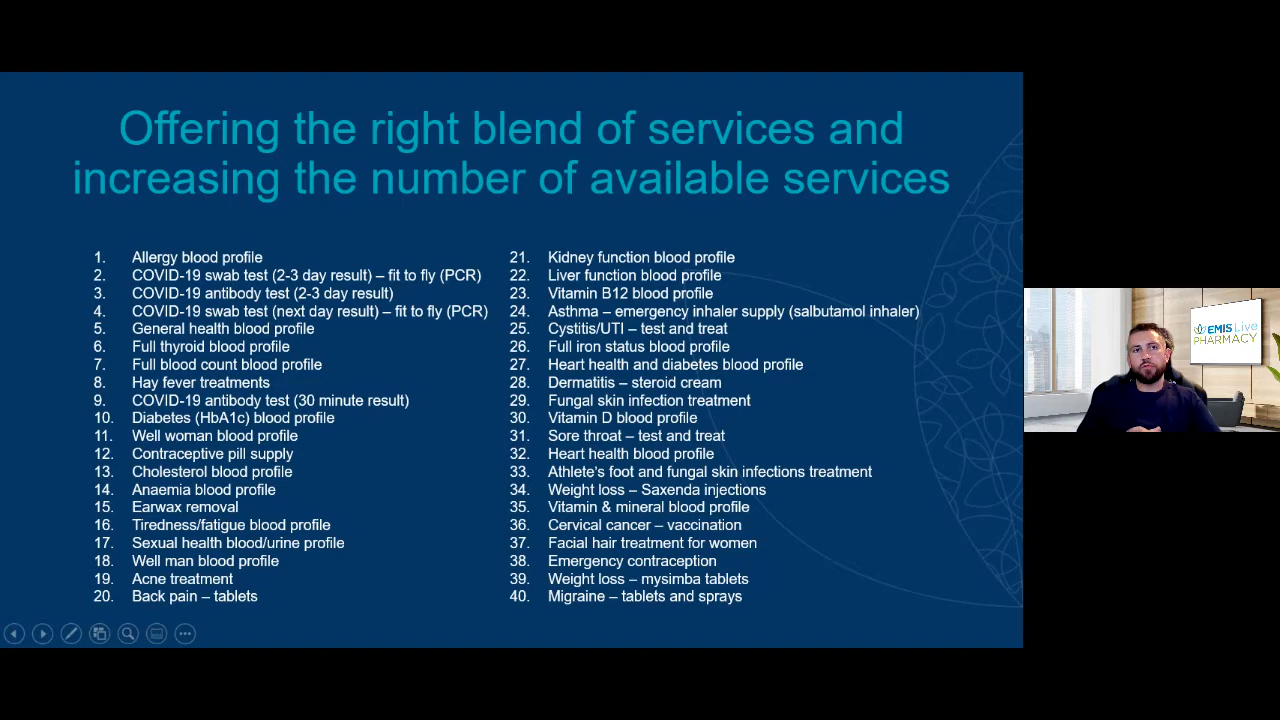 Offering the right blend of services and
increasing the number of available services
1. Allergy blood profile
2. COVID-19 swab test (2-3 day result) – fit to fly (PCR)
3. COVID-19 antibody test (2-3 day result)
4. COVID-19 swab test (next day result) – fit to fly (PCR)
5. General health blood profile
6. Full thyroid blood profile
7. Full blood count blood profile
8. Hay fever treatments
9. COVID-19 antibody test (30 minute result)
10. Diabetes (HbA1c) blood profile
11. Well woman blood profile
12. Contraceptive pill supply
13. Cholesterol blood profile
14. Anaemia blood profile
15. Earwax removal
16. Tiredness/fatigue blood profile
17. Sexual health blood/urine profile
18. Well man blood profile
19. Acne treatment
20. Back pain – tablets
21. Kidney function blood profile
22. Liver function blood profile
23. Vitamin B12 blood profile
24. Asthma – emergency inhaler supply (salbutamol inhaler)
25. Cystitis/UTI – test and treat
26. Full iron status blood profile
27. Heart health and diabetes blood profile
28. Dermatitis – steroid cream
29. Fungal skin infection treatment
30. Vitamin D blood profile
31. Sore throat – test and treat
32. Heart health blood profile
33. Athlete's foot and fungal skin infections treatment
34. Weight loss – Saxenda injections
35. Vitamin & mineral blood profile
36. Cervical cancer – vaccination
37. Facial hair treatment for women
38. Emergency contraception
39. Weight loss – mysimba tablets
40. Migraine – tablets and sprays
EMIS Live
PHARMACY